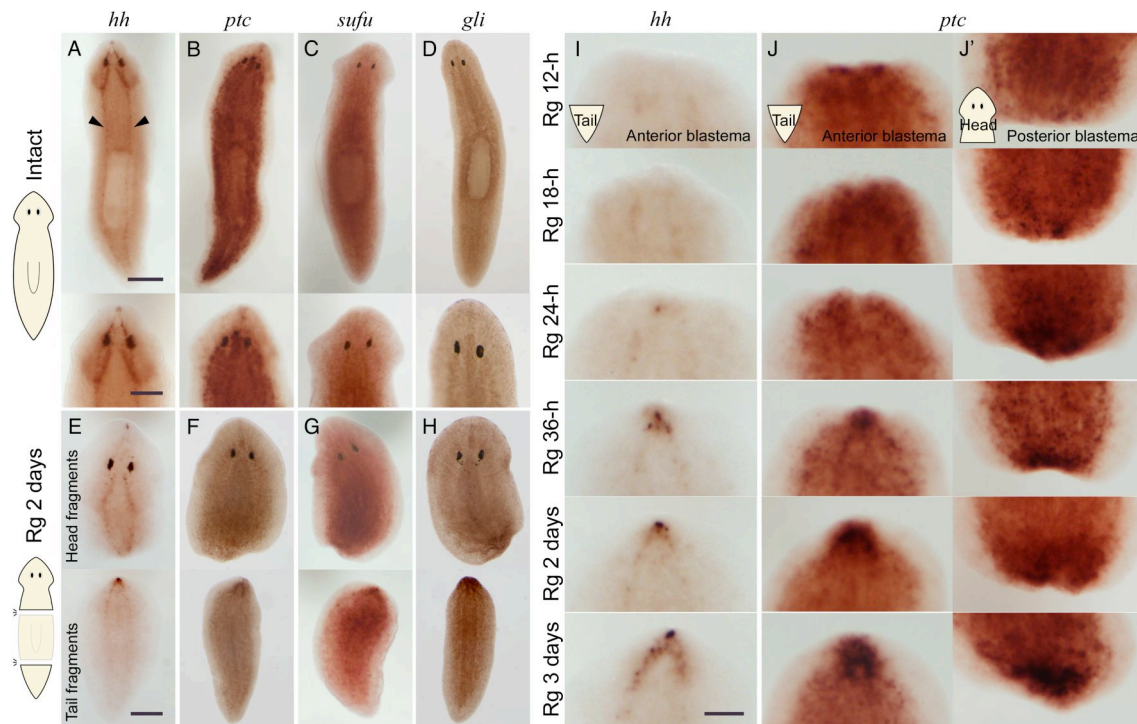 hh
ptc
sufu
gli
hh
ptc
A
B
C
D
Intact
E
F
G
H
Rg 2 days
Head fragments
Tail fragments
I
J
J'
Rg 12-h
Tail
Anterior blastema
Tail
Anterior blastema
Head
Posterior blastema
Rg 18-h
Rg 24-h
Rg 36-h
Rg 2 days
Rg 3 days